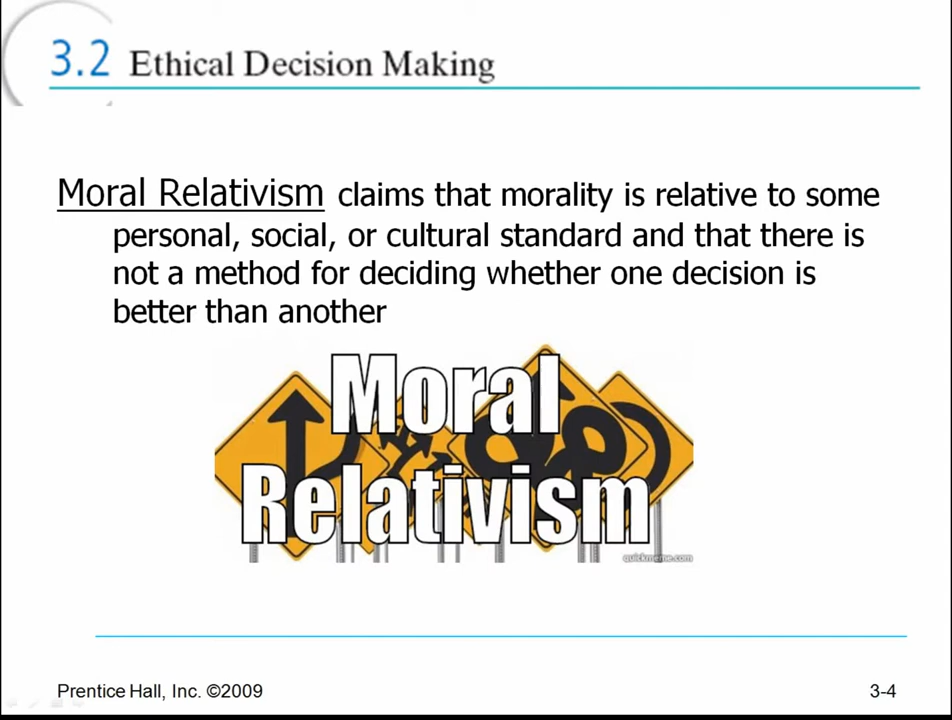 3.2 Ethical Decision Making
Moral Relativism claims that morality is relative to some
personal, social, or cultural standard and that there is
not a method for deciding whether one decision is
better than another
Moral
Relativism
quickmeme.com
Prentice Hall, Inc. ©2009
3-4